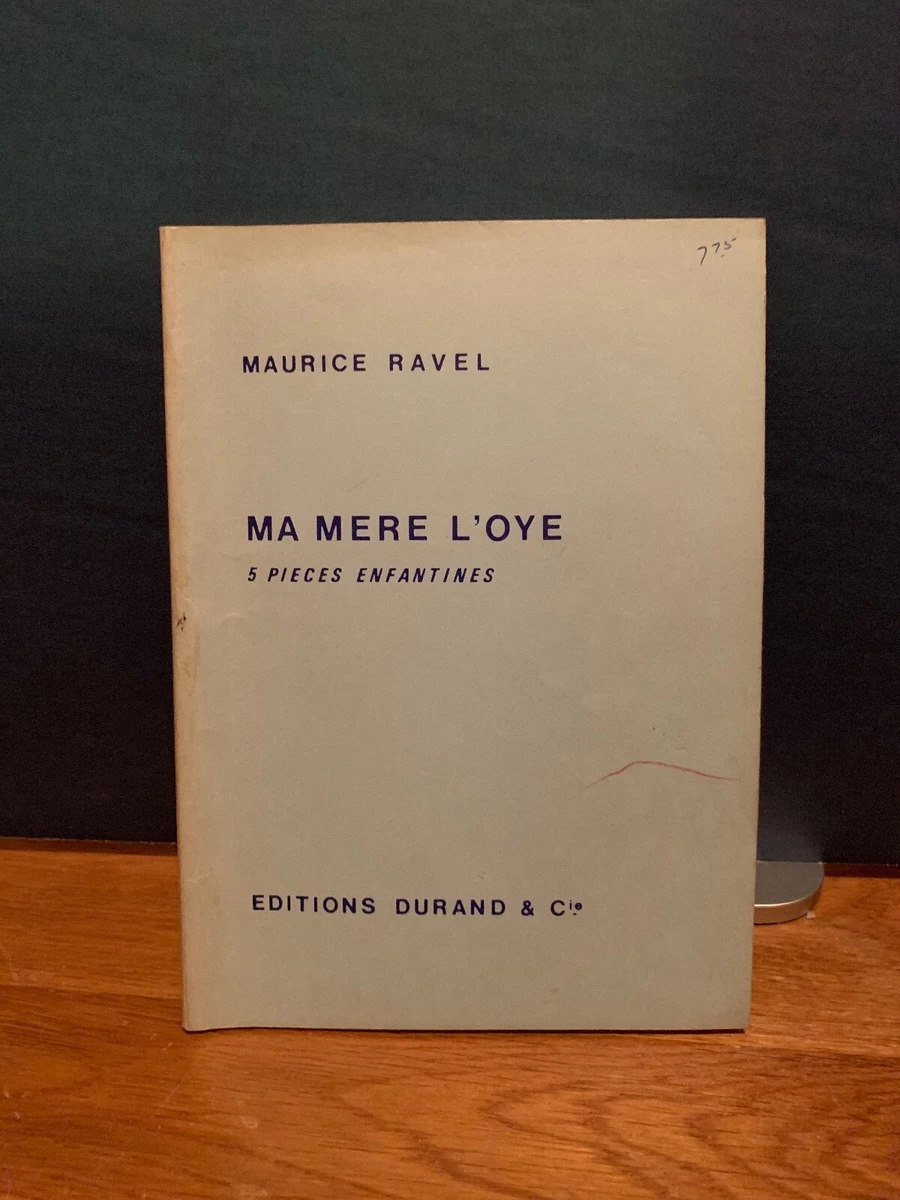 775
MAURICE RAVEL
MA MERE L'OYE
5 PIECES ENFANTINES
EDITIONS DURAND & Cie